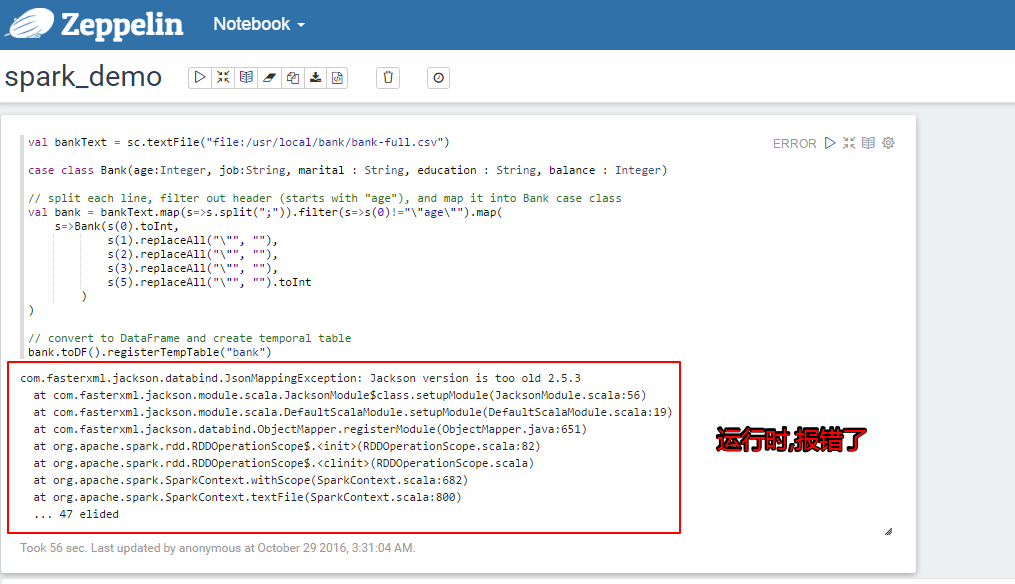 Zeppelin Notebook
spark_demo
val bankText = sc.textFile("file:/usr/local/bank/bank-full.csv")
ERROR
case class Bank(age:Integer, job:String, marital : String, education : String, balance : Integer)
// split each line, filter out header (starts with "age"), and map it into Bank case class
val bank = bankText.map(s=>s.split(";")).filter(s=>s(0)!="\"age\"").map(
s=>Bank(s(0).toInt,
s(1).replaceAll("\"", ""),
s(2).replaceAll("\"", ""),
s(3).replaceAll("\"", ""),
s(5).replaceAll("\"", "").toInt
)
)
// convert to DataFrame and create temporal table
bank.toDF().registerTempTable("bank")
com.fasterxml.jackson.databind.JsonMappingException: Jackson version is too old 2.5.3
at com.fasterxml.jackson.module.scala.JacksonModule$class.setupModule(JacksonModule.scala:56)
at com.fasterxml.jackson.module.scala.DefaultScalaModule.setupModule(DefaultScalaModule.scala:19)
at com.fasterxml.jackson.databind.ObjectMapper.registerModule(ObjectMapper.java:651)
at org.apache.spark.rdd.RDDOperationScope$.<init>(RDDOperationScope.scala:82)
at org.apache.spark.rdd.RDDOperationScope$.<clinit>(RDDOperationScope.scala)
at org.apache.spark.SparkContext.withScope(SparkContext.scala:682)
at org.apache.spark.SparkContext.textFile(SparkContext.scala:800)
... 47 elided
运行时,报错了
Took 56 sec. Last updated by anonymous at October 29 2016, 3:31:04 AM.